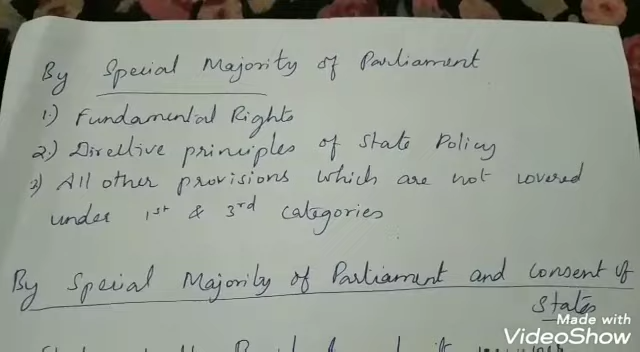 By Special Majority of Parliament
1.) Fundamental Rights
2.) Directive principles of State Policy
3) All other provisions which are not covered
under 1st & 3rd categories
By Special Majority of Parliament and consent of
States
Made with
VideoShow